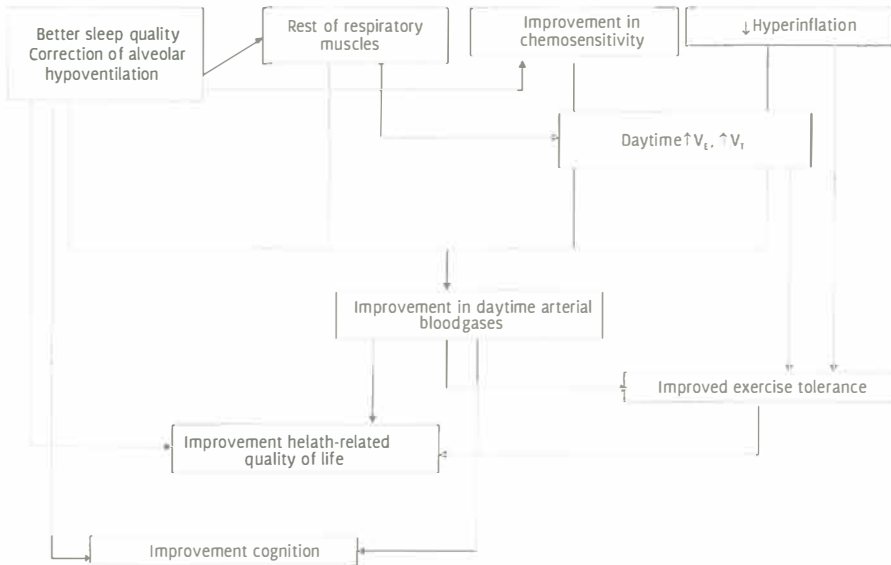 Better sleep quality
Correction of alveolar
hypoventilation
Rest of respiratory
muscles
Improvement in
chemosensitivity
↓Hyperinflation
Daytime ↑V_E, ↑V_T
Improvement in daytime arterial
bloodgases
Improved exercise tolerance
Improvement helath-related
quality of life
Improvement cognition